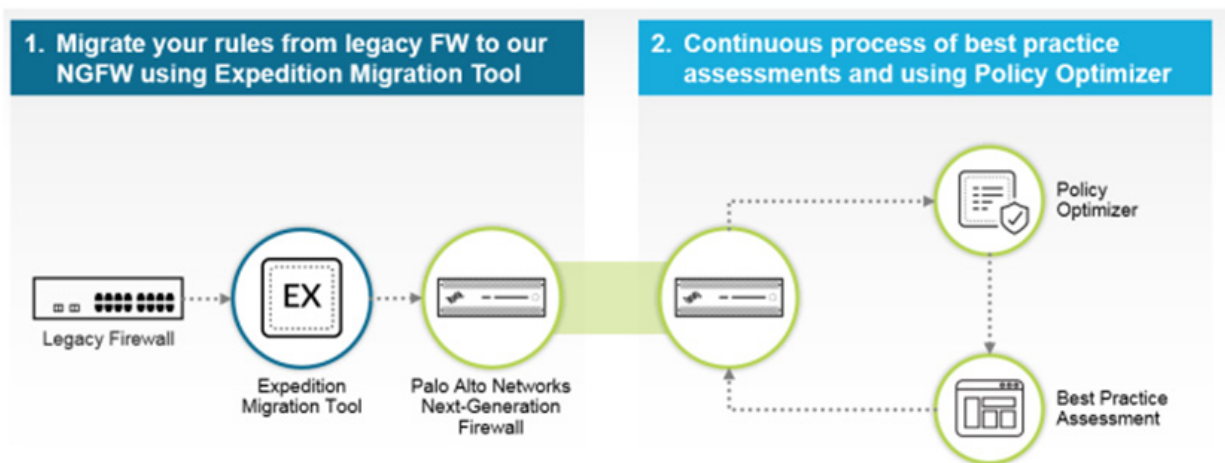 1. Migrate your rules from legacy FW to our
NGFW using Expedition Migration Tool
2. Continuous process of best practice
assessments and using Policy Optimizer
Legacy Firewall
EX
Expedition
Migration Tool
Palo Alto Networks
Next-Generation
Firewall
Policy
Optimizer
Best Practice
Assessment